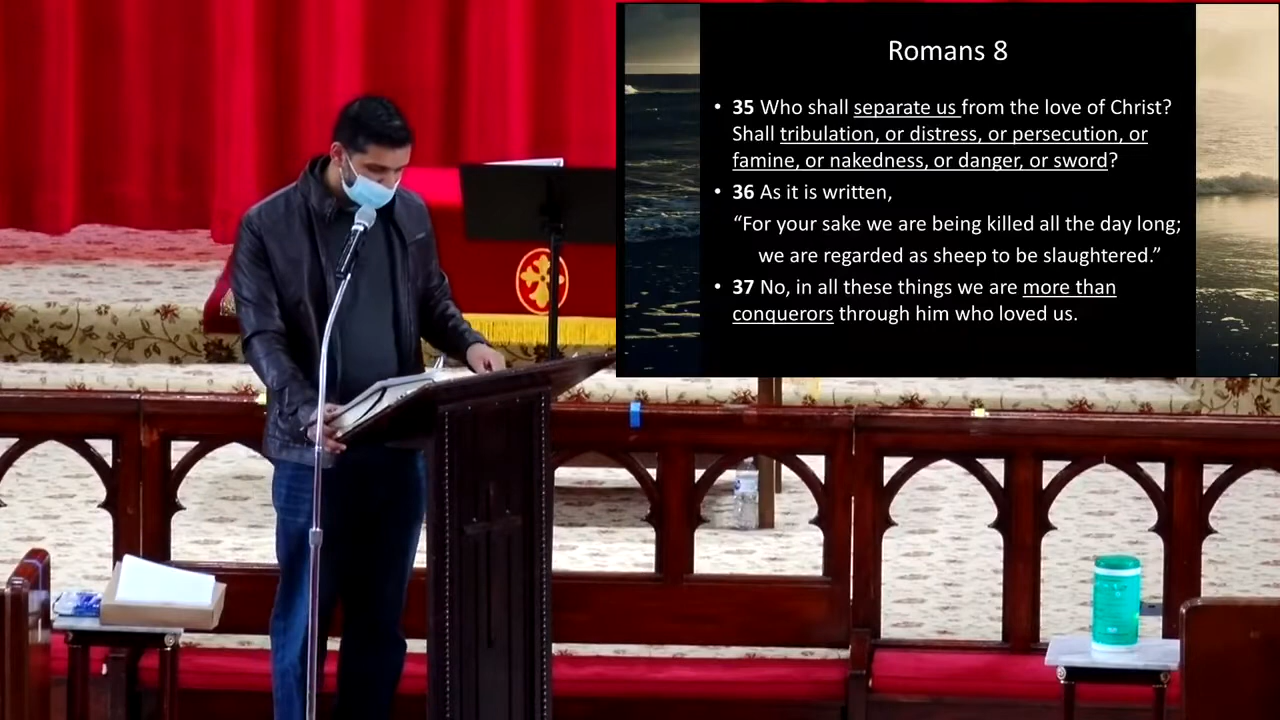 Romans 8
• 35 Who shall separate us from the love of Christ?
Shall tribulation, or distress, or persecution, or
famine, or nakedness, or danger, or sword?
• 36 As it is written,
“For your sake we are being killed all the day long;
we are regarded as sheep to be slaughtered.”
• 37 No, in all these things we are more than
conquerors through him who loved us.